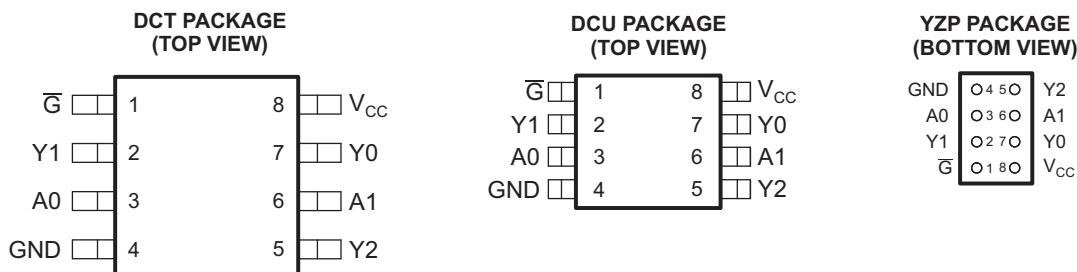 DCT PACKAGE
(TOP VIEW)
G̅ 1 8 VCC
Y1 2 7 Y0
A0 3 6 A1
GND 4 5 Y2
DCU PACKAGE
(TOP VIEW)
G̅ 1 8 VCC
Y1 2 7 Y0
A0 3 6 A1
GND 4 5 Y2
YZP PACKAGE
(BOTTOM VIEW)
GND 4 5 Y2
A0 3 6 A1
Y1 2 7 Y0
G̅ 1 8 VCC